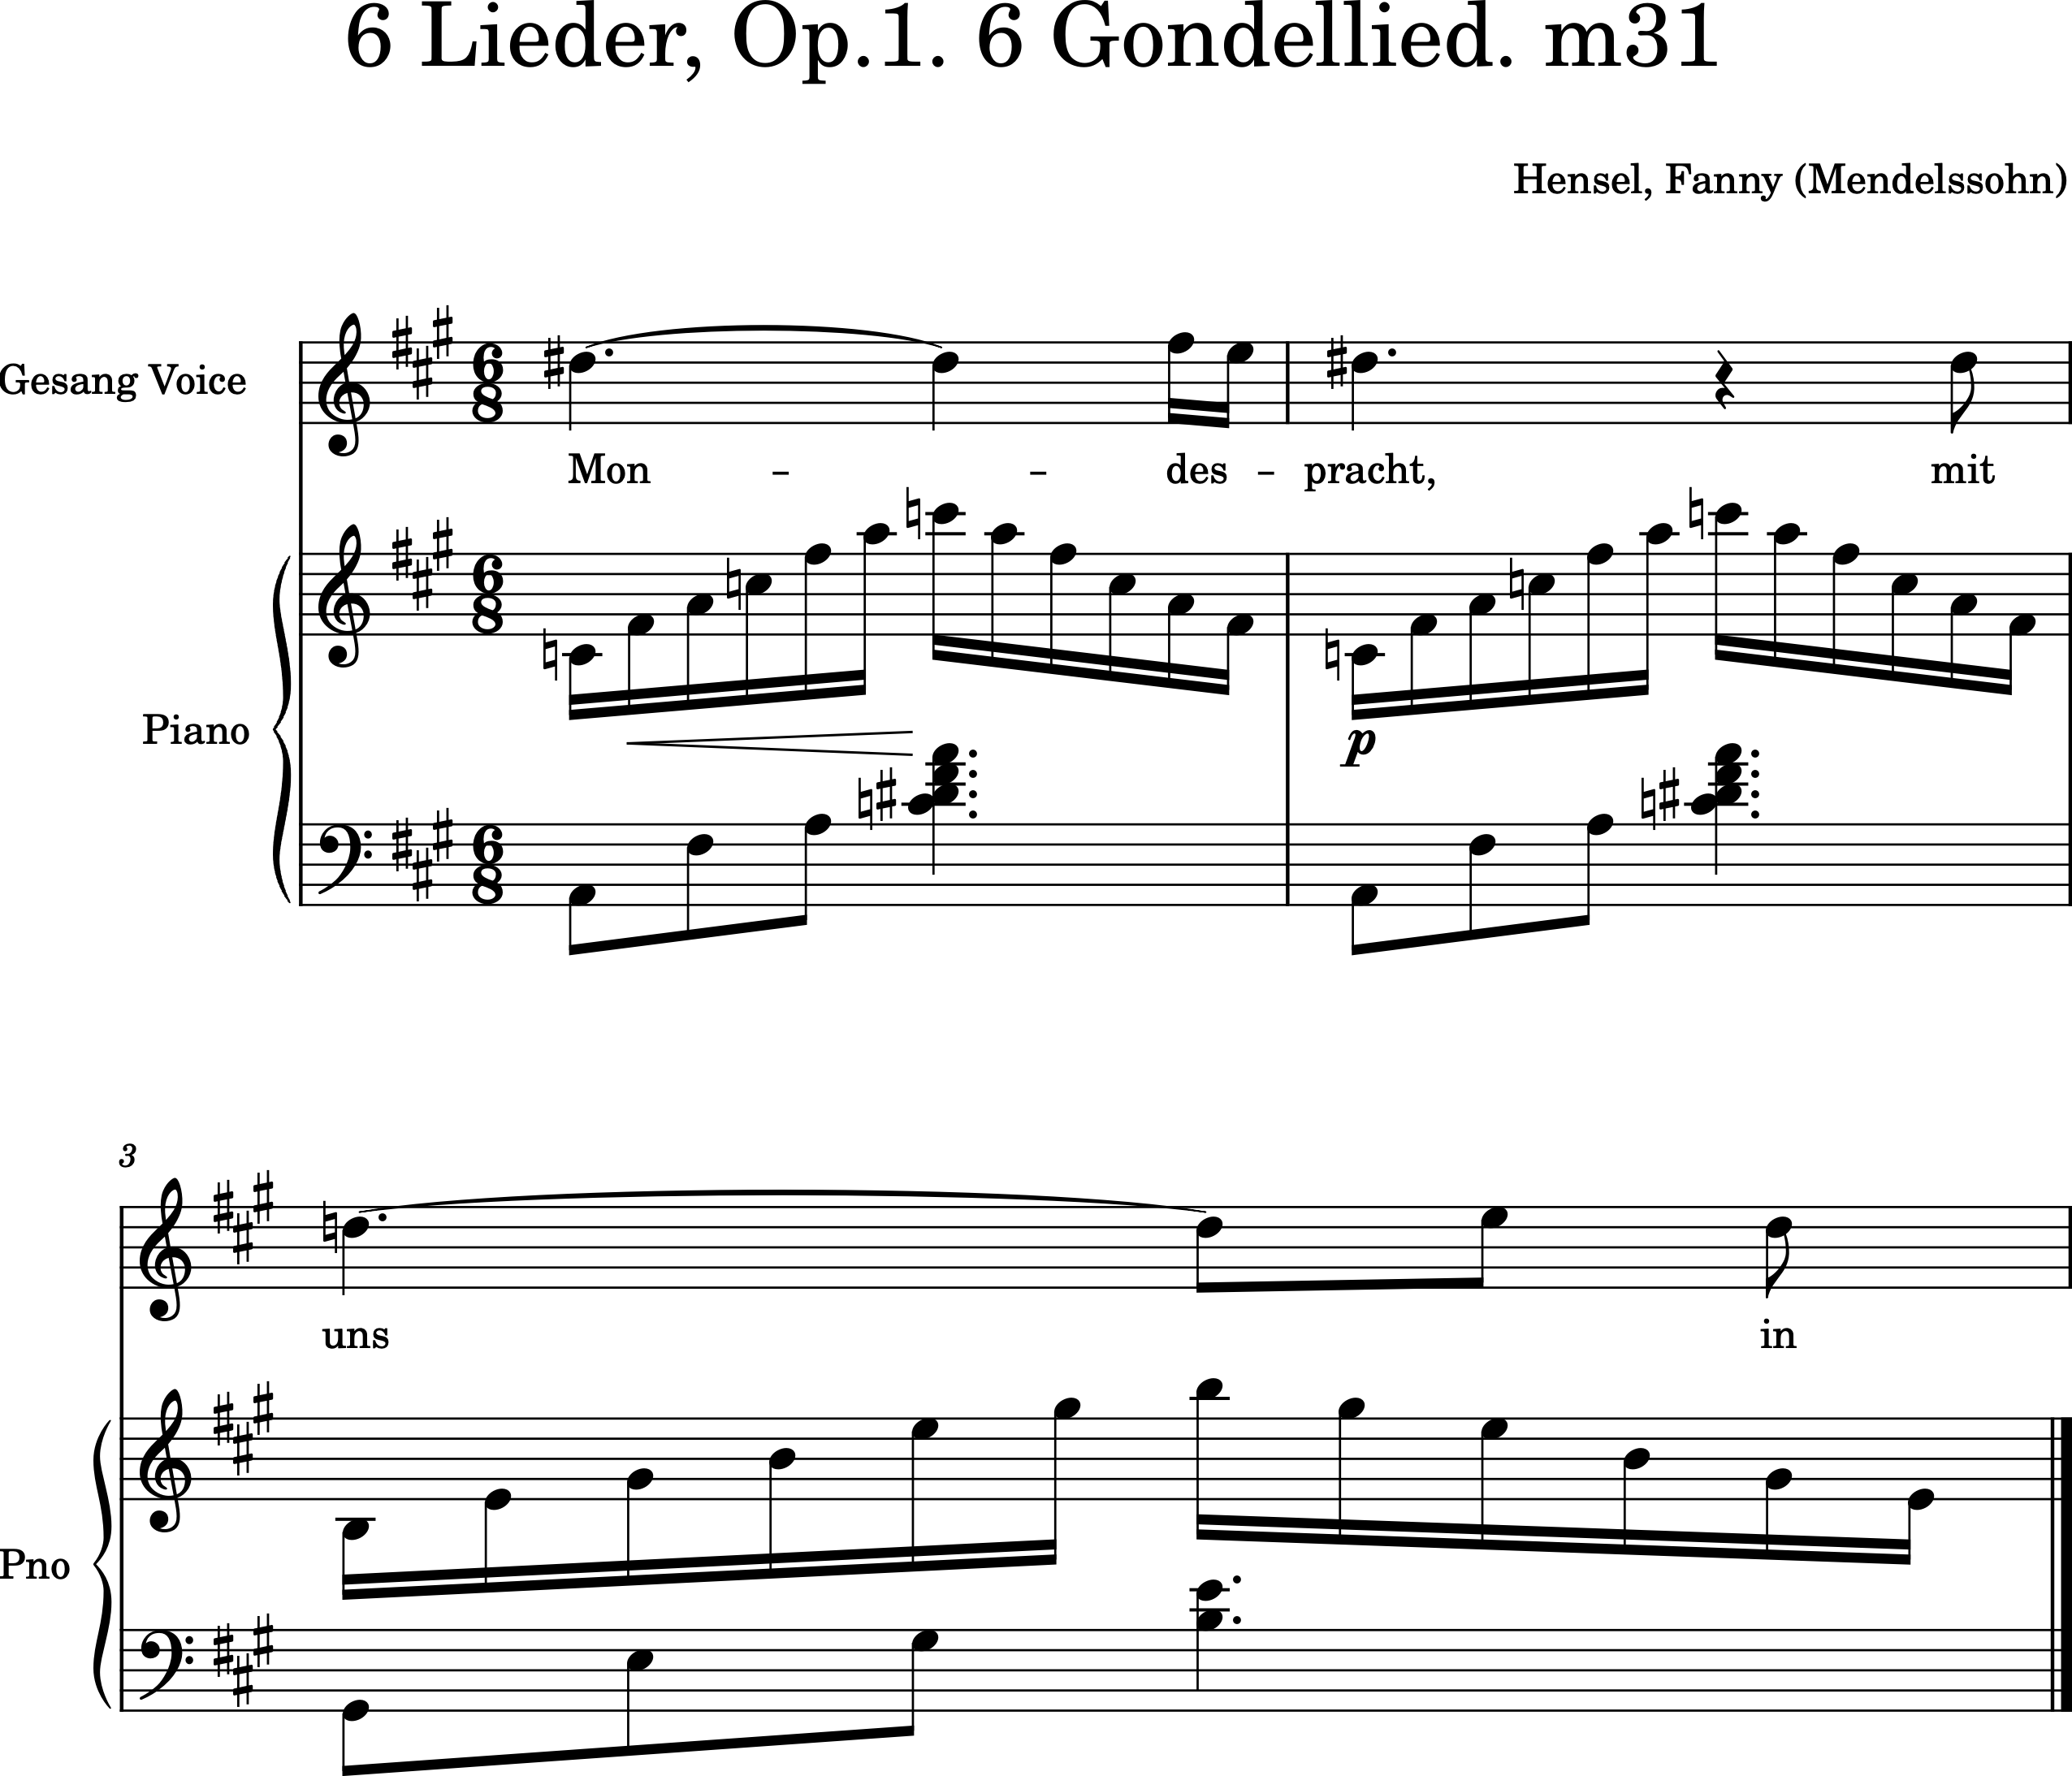 6 Lieder, Op.1. 6 Gondellied. m31
Hensel, Fanny (Mendelssohn)
Gesang Voice
Mon - - des - pracht, mit
Piano
p
3
uns in
Pno